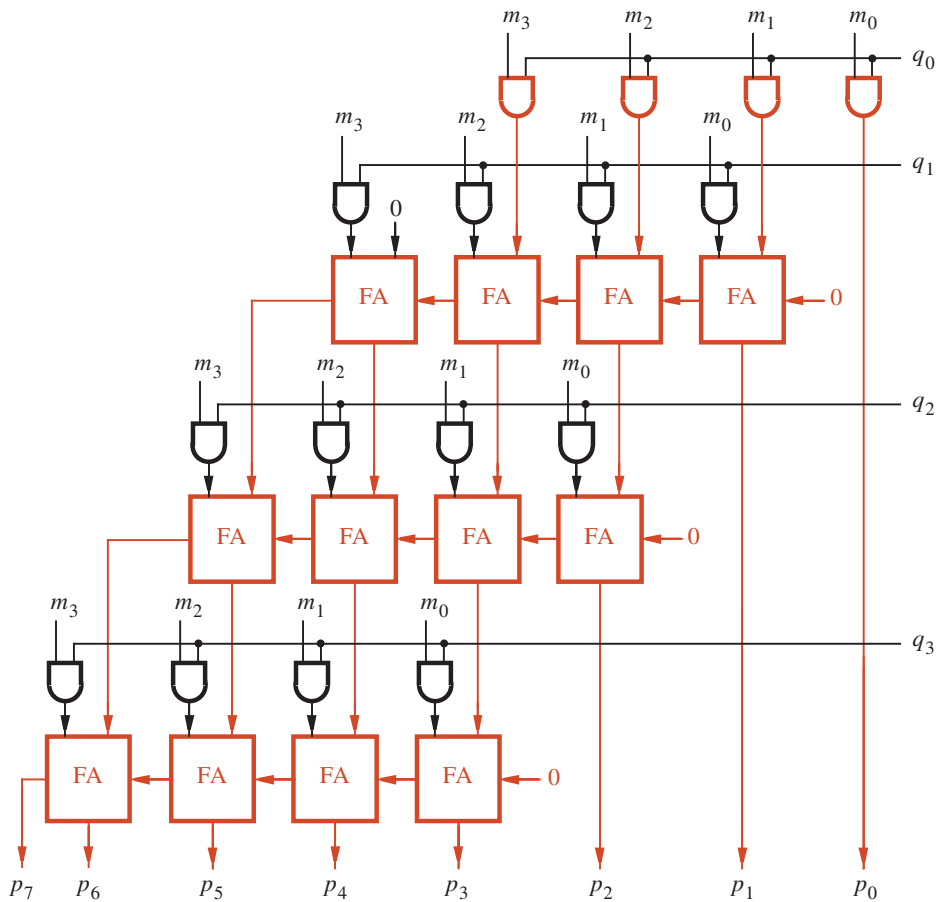 m₃ m₂ m₁ m₀
q₀
m₃ m₂ m₁ m₀
q₁
0
FA FA FA FA 0
m₃ m₂ m₁ m₀
q₂
FA FA FA FA 0
m₃ m₂ m₁ m₀
q₃
FA FA FA FA 0
p₇ p₆ p₅ p₄ p₃ p₂ p₁ p₀